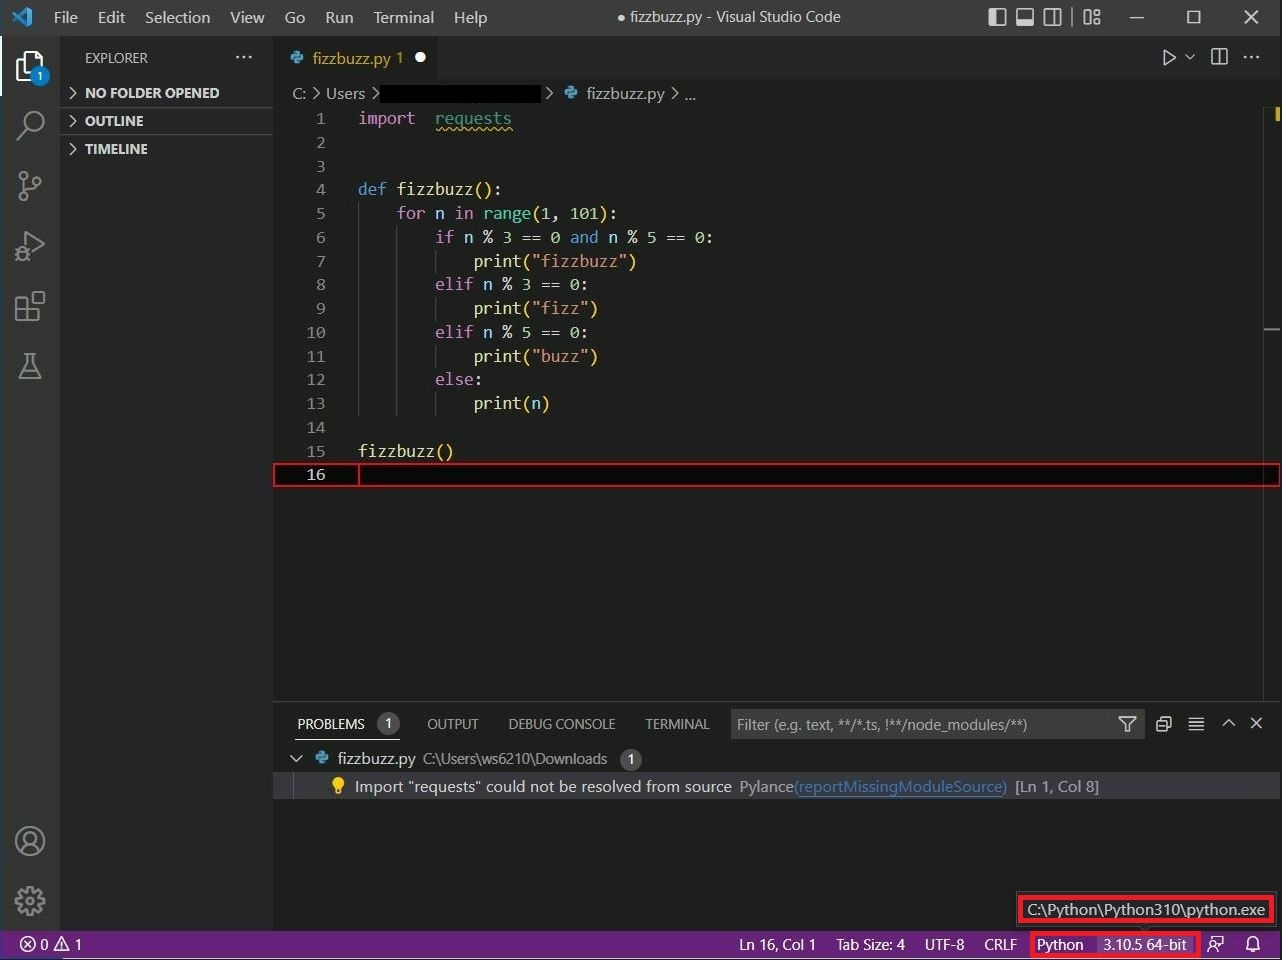 File Edit Selection View Go Run Terminal Help ● fizzbuzz.py - Visual Studio Code
EXPLORER ...
1
NO FOLDER OPENED
OUTLINE
TIMELINE
fizzbuzz.py 1 ●
C: > Users > > fizzbuzz.py > ...
1 import  requests
2
3
4 def fizzbuzz():
5     for n in range(1, 101):
6         if n % 3 == 0 and n % 5 == 0:
7             print("fizzbuzz")
8         elif n % 3 == 0:
9             print("fizz")
10         elif n % 5 == 0:
11             print("buzz")
12         else:
13             print(n)
14
15 fizzbuzz()
16
PROBLEMS 1 OUTPUT DEBUG CONSOLE TERMINAL Filter (e.g. text, **/*.ts, !**/node_modules/**)
fizzbuzz.py C:\Users\ws6210\Downloads 1
Import "requests" could not be resolved from source Pylance(reportMissingModuleSource) [Ln 1, Col 8]
C:\Python\Python310\python.exe
0 1 Ln 16, Col 1 Tab Size: 4 UTF-8 CRLF Python 3.10.5 64-bit